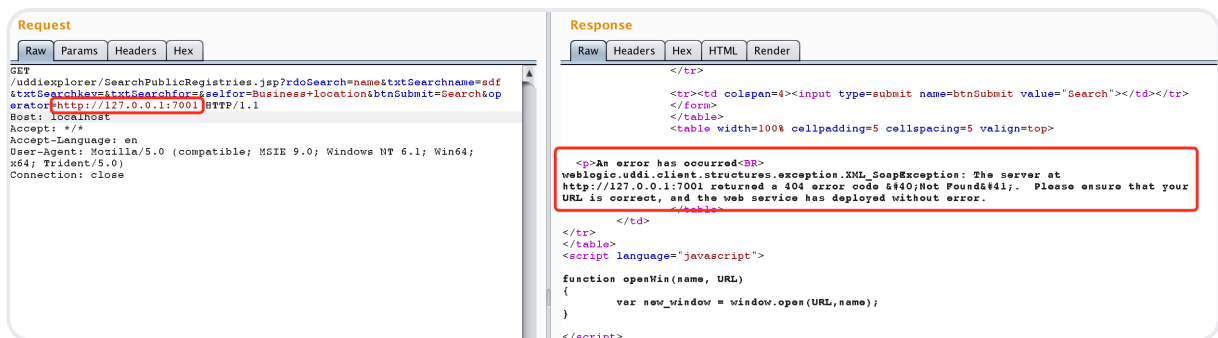 Request
Raw Params Headers Hex
GET
/uddiexplorer/SearchPublicRegistries.jsp?rdoSearch=name&txtSearchname=sdf
&txtSearchkey=&txtSearchfor=&selfor=Business+location&btnSubmit=Search&op
erator=http://127.0.0.1:7001 HTTP/1.1
Host: localhost
Accept: */*
Accept-Language: en
User-Agent: Mozilla/5.0 (compatible; MSIE 9.0; Windows NT 6.1; Win64;
x64; Trident/5.0)
Connection: close
Response
Raw Headers Hex HTML Render
</tr>
<tr><td colspan=4><input type=submit name=btnSubmit value="Search"></td></tr>
</form>
</table>
<table width=100% cellpadding=5 cellspacing=5 valign=top>
<p>An error has occurred<BR>
weblogic.uddi.client.structures.exception.XML_SoapException: The server at
http://127.0.0.1:7001 returned a 404 error code &#40;Not Found&#41;.  Please ensure that your
URL is correct, and the web service has deployed without error.
</table>
</td>
</tr>
</table>
<script language="javascript">
function openWin(name, URL)
{
var new_window = window.open(URL,name);
}
</script>